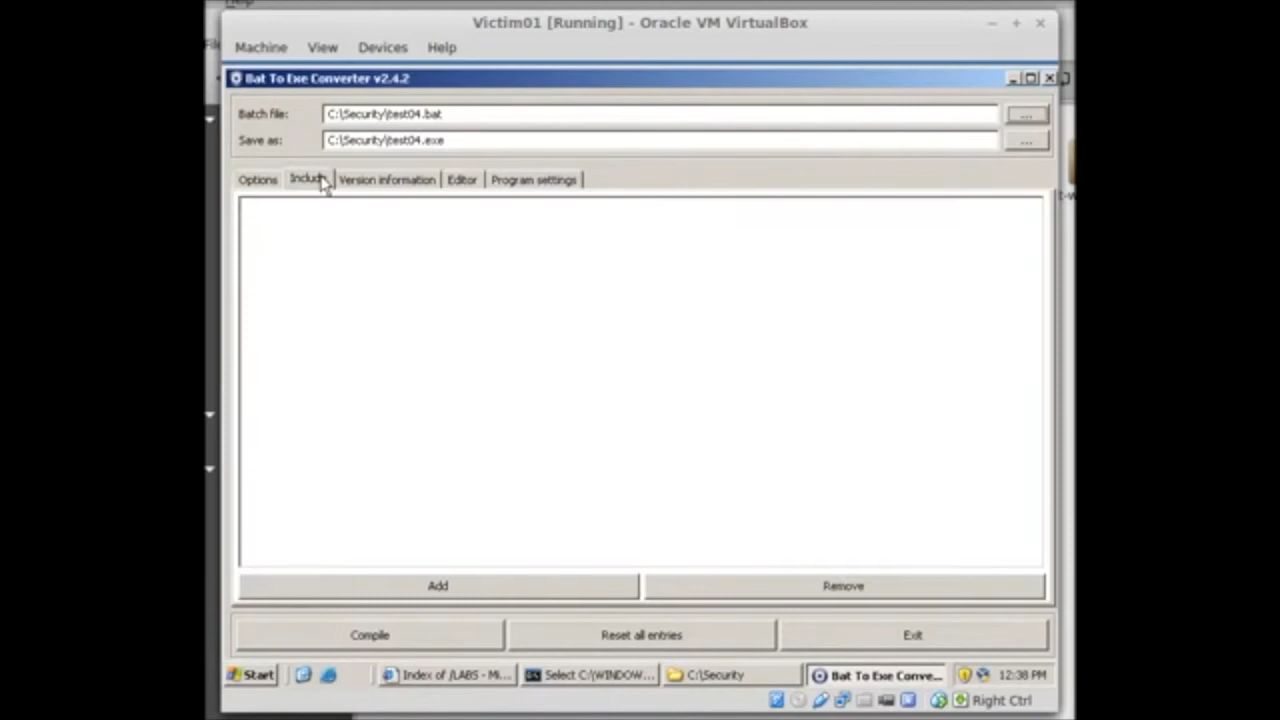 Help
Victim01 [Running] - Oracle VM VirtualBox
Machine View Devices Help
Bat To Exe Converter v2.4.2
Batch file: C:\Security\test04.bat ...
Save as: C:\Security\test04.exe ...
Options Includ Version information Editor Program settings
Add Remove
Compile Reset all entries Exit
Start Index of /LABS - Mi... Select C:\WINDOW... C:\Security Bat To Exe Conve... 12:38 PM
Right Ctrl